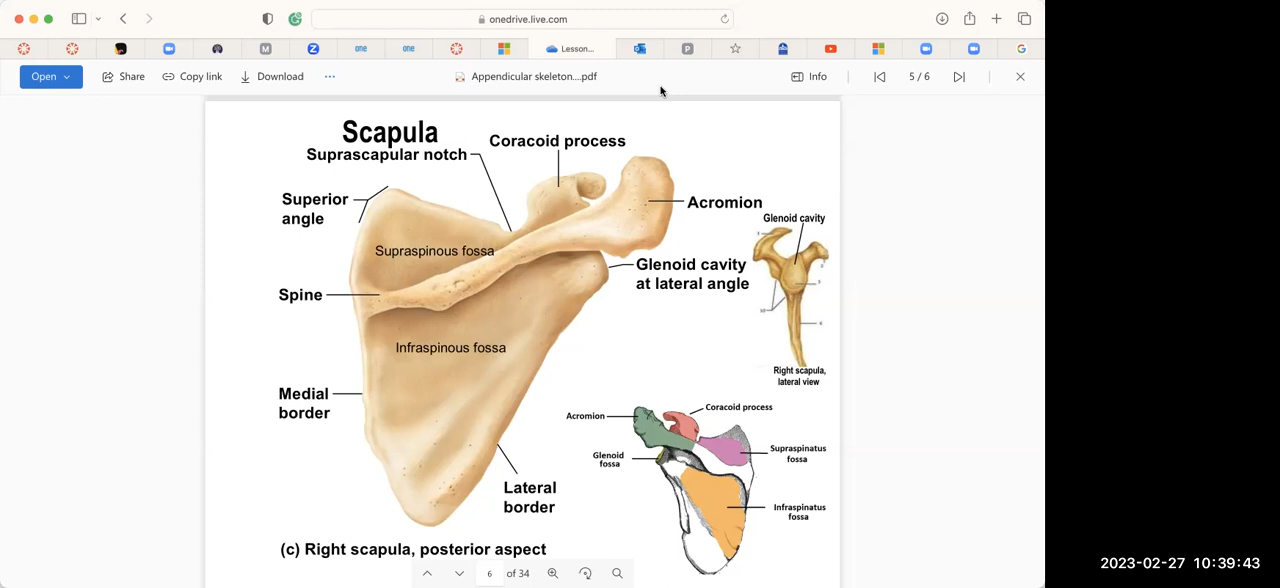 onedrive.live.com
M
Z
one
one
Lesson...
P
G
Open
Share
Copy link
Download
...
Appendicular skeleton....pdf
Info
5 / 6
Scapula
Suprascapular notch
Coracoid process
Superior
angle
Acromion
Glenoid cavity
Supraspinous fossa
Glenoid cavity
at lateral angle
Spine
Infraspinous fossa
Right scapula,
lateral view
Medial
border
Acromion
Coracoid process
Glenoid
fossa
Supraspinatus
fossa
Lateral
border
Infraspinatus
fossa
(c) Right scapula, posterior aspect
6 of 34
2023-02-27 10:39:43